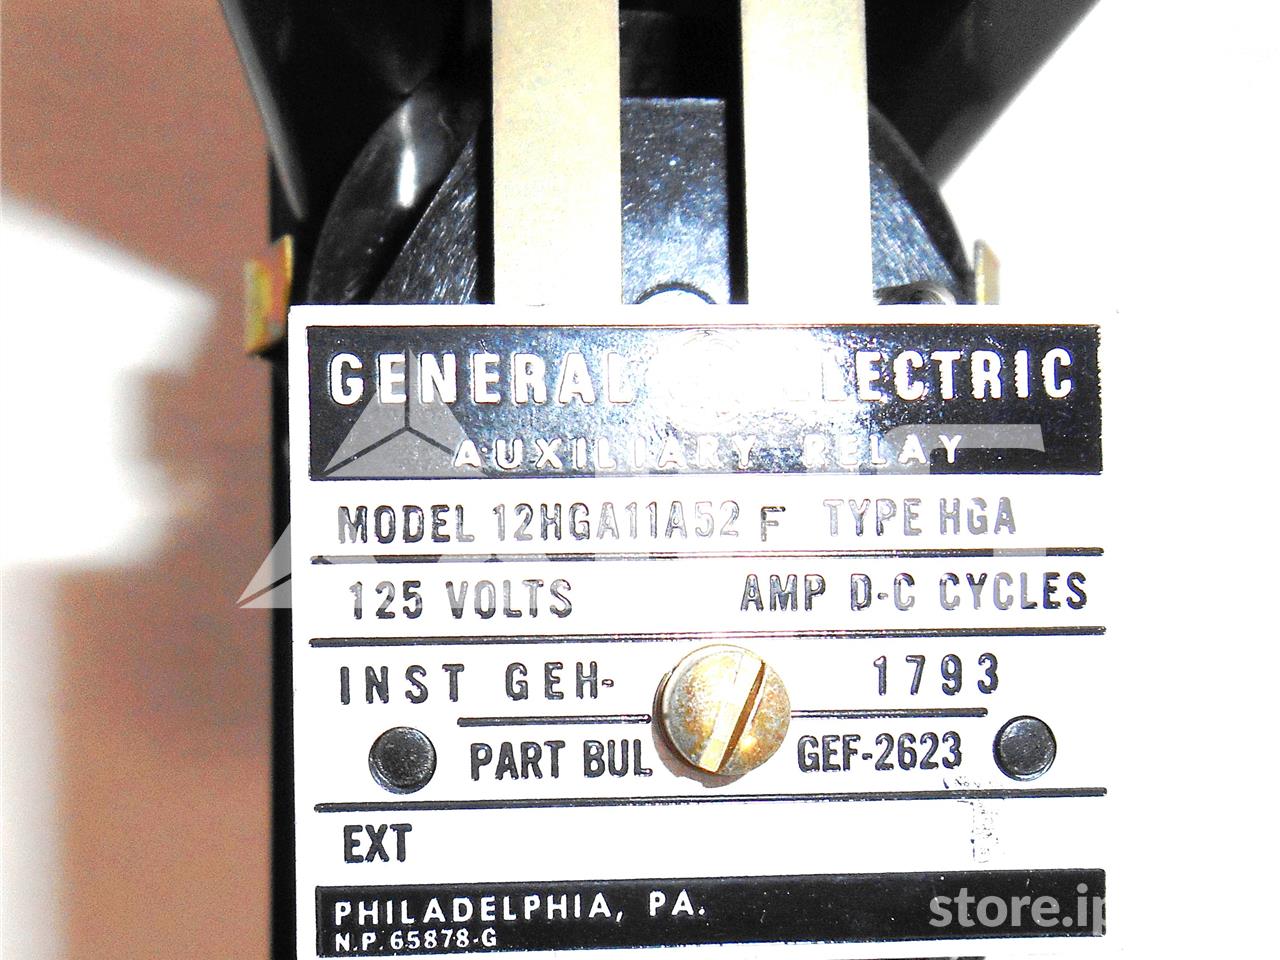 GENERAL ELECTRIC
AUXILIARY RELAY
MODEL 12HGA11A52 F TYPE HGA
125 VOLTS AMP D-C CYCLES
INST GEH- 1793
PART BUL GEF-2623
EXT
PHILADELPHIA, PA.
N.P. 65878-G
store.ip